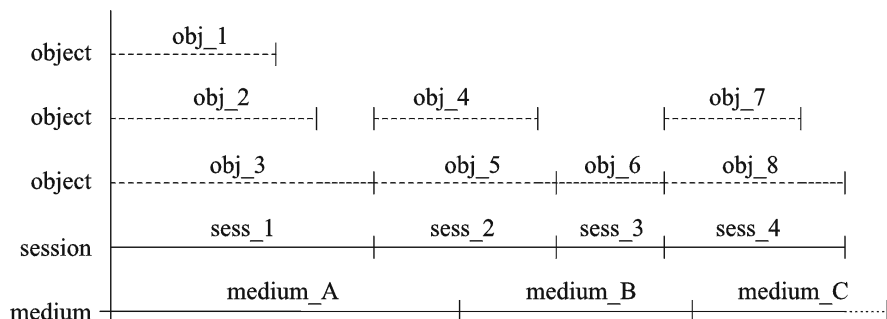 obj_1
object
obj_2 obj_4 obj_7
object
obj_3 obj_5 obj_6 obj_8
object
sess_1 sess_2 sess_3 sess_4
session
medium_A medium_B medium_C
medium